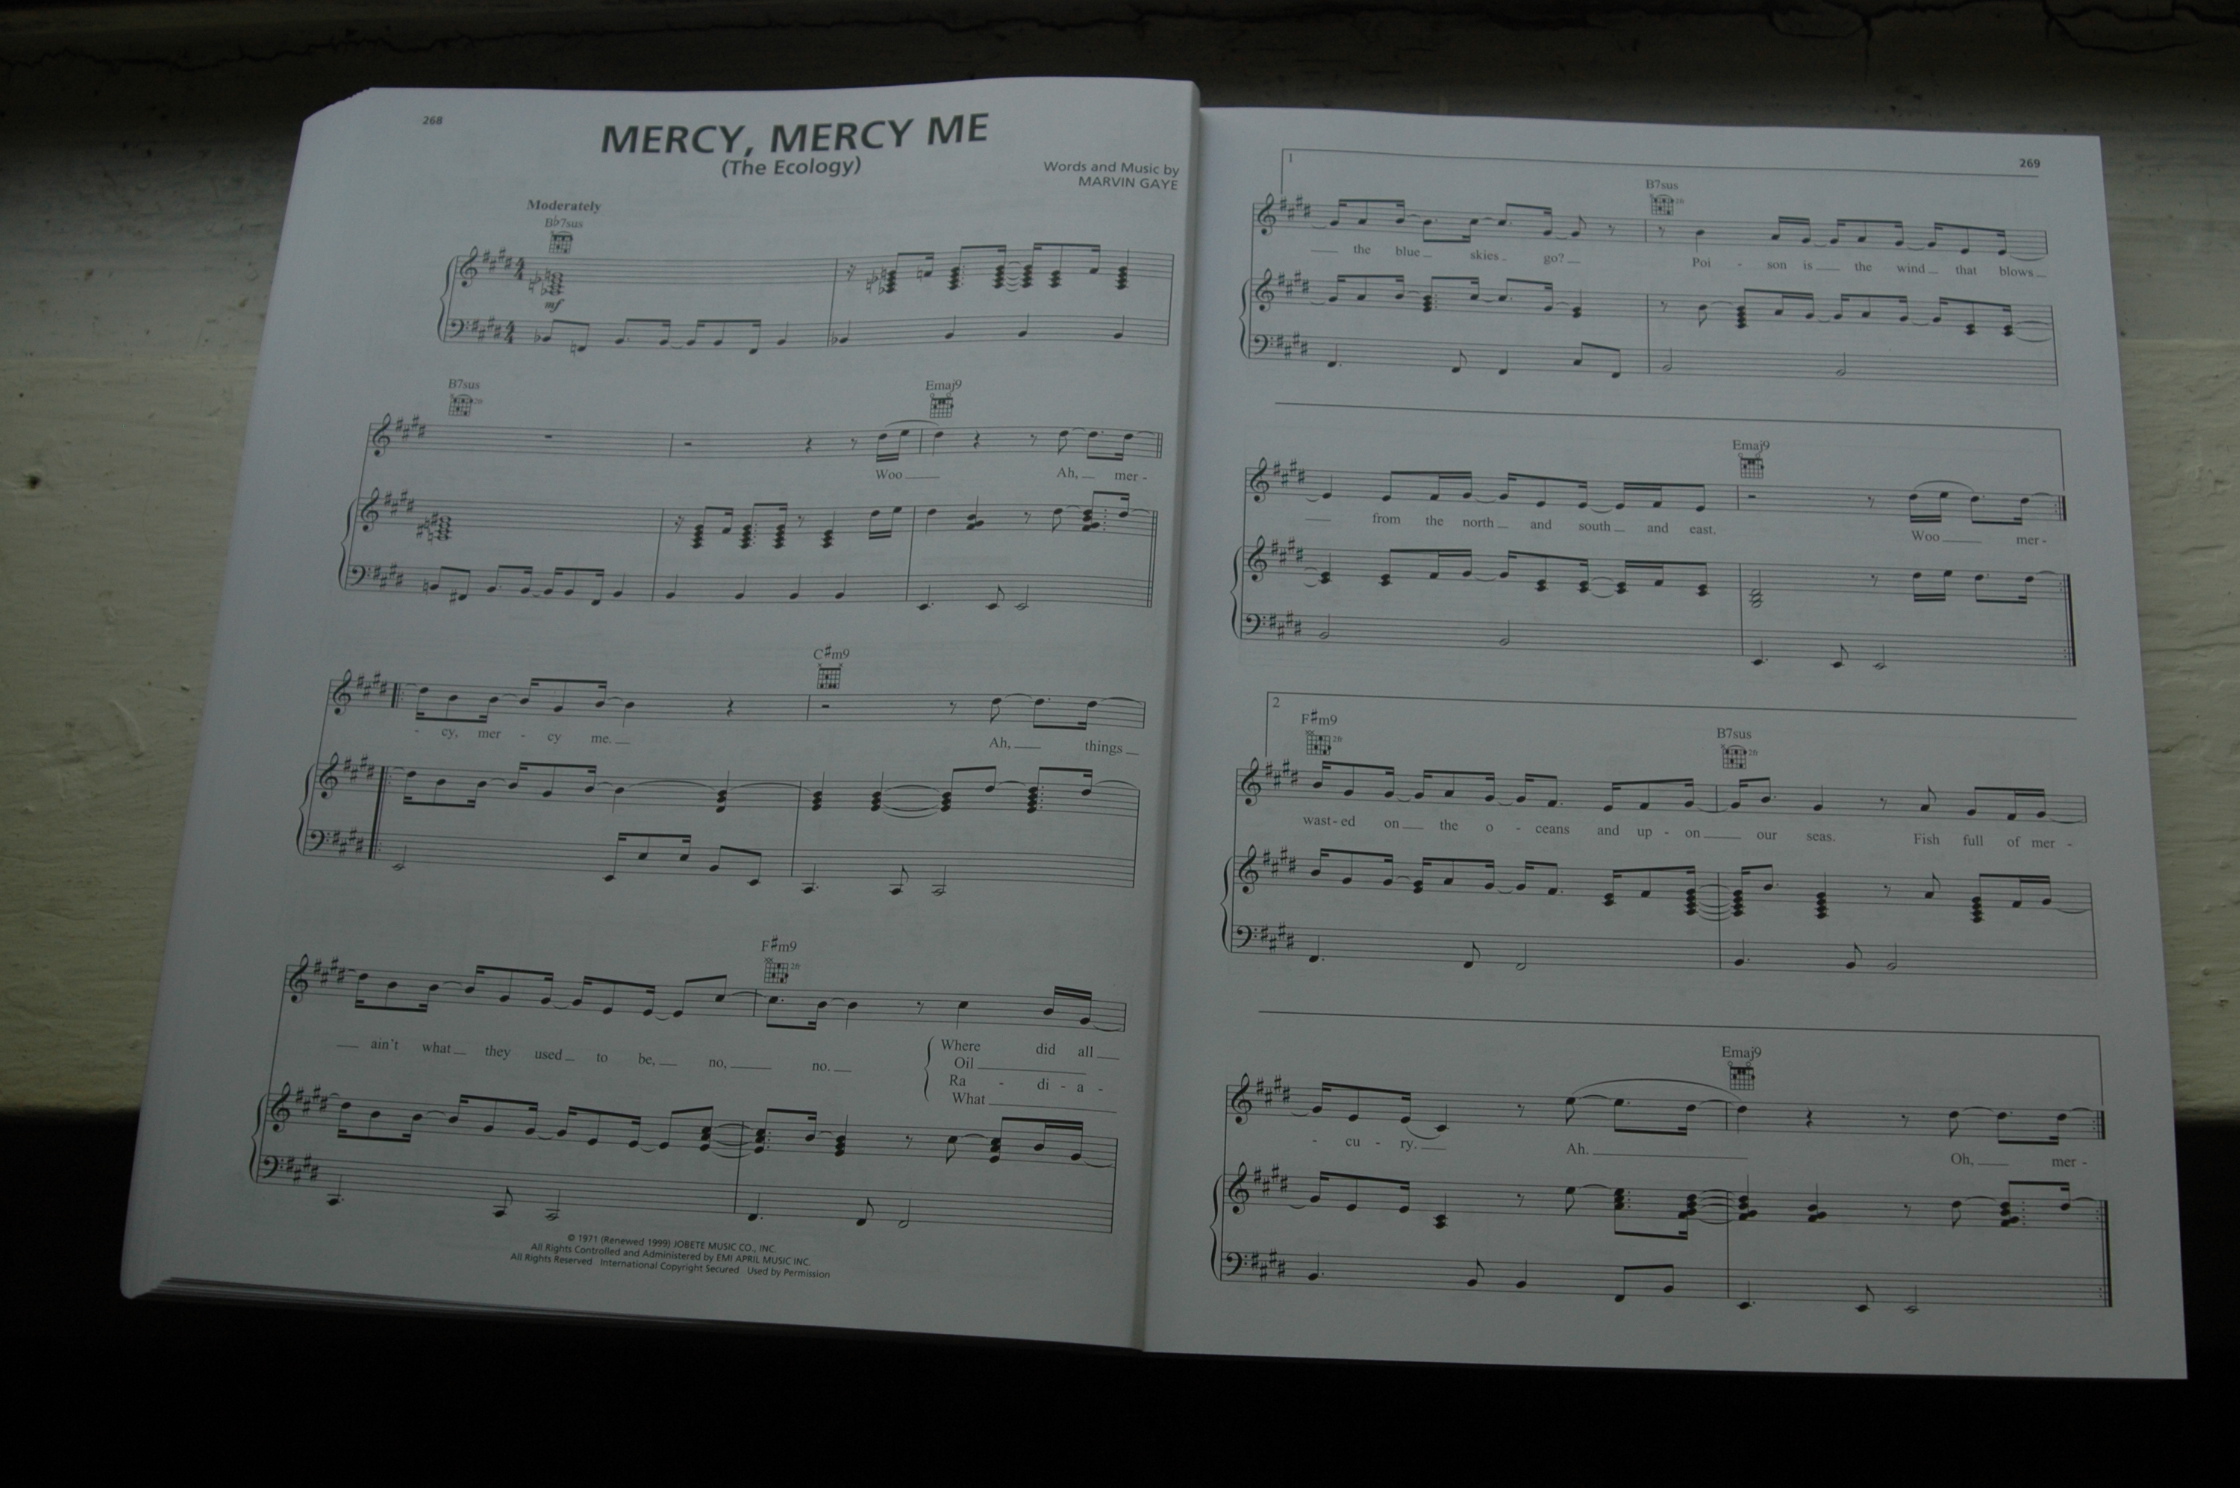 268
MERCY, MERCY ME
(The Ecology)
Words and Music by
MARVIN GAYE
Moderately
B♭7sus
mf
B7sus Emaj9
Woo Ah, mer -
C♯m9
- cy, mer - cy me. Ah, things
F♯m9
ain't what they used to be, no, no. Where did all
Oil
Ra - di - a -
What
© 1971 (Renewed 1999) JOBETE MUSIC CO., INC.
All Rights Controlled and Administered by EMI APRIL MUSIC INC.
All Rights Reserved International Copyright Secured Used by Permission
269
1
B7sus
the blue skies go? Poi - son is the wind that blows
Emaj9
from the north and south and east. Woo mer -
2
F♯m9 B7sus
wast - ed on the o - ceans and up - on our seas. Fish full of mer -
Emaj9
- cu - ry. Ah. Oh, mer -